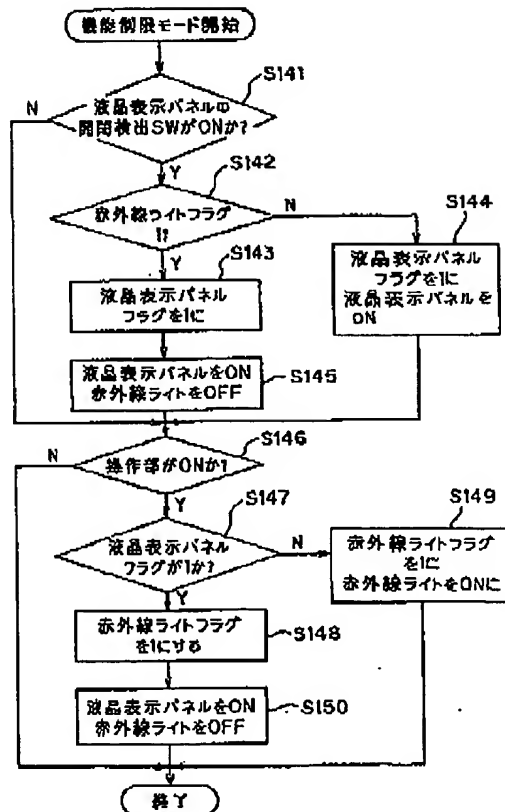 機能制限モード開始
S141
液晶表示パネルの
開閉検出SWがONか?
N
Y
S142
赤外線ライトフラグ
1?
N
Y
S143
液晶表示パネル
フラグを1に
S144
液晶表示パネル
フラグを1に
液晶表示パネルを
ON
液晶表示パネルをON
赤外線ライトをOFF
S145
S146
操作部がONか?
N
Y
S147
液晶表示パネル
フラグが1か?
N
Y
S149
赤外線ライトフラグ
を1に
赤外線ライトをONに
赤外線ライトフラグ
を1にする
S148
液晶表示パネルをON
赤外線ライトをOFF
S150
終了